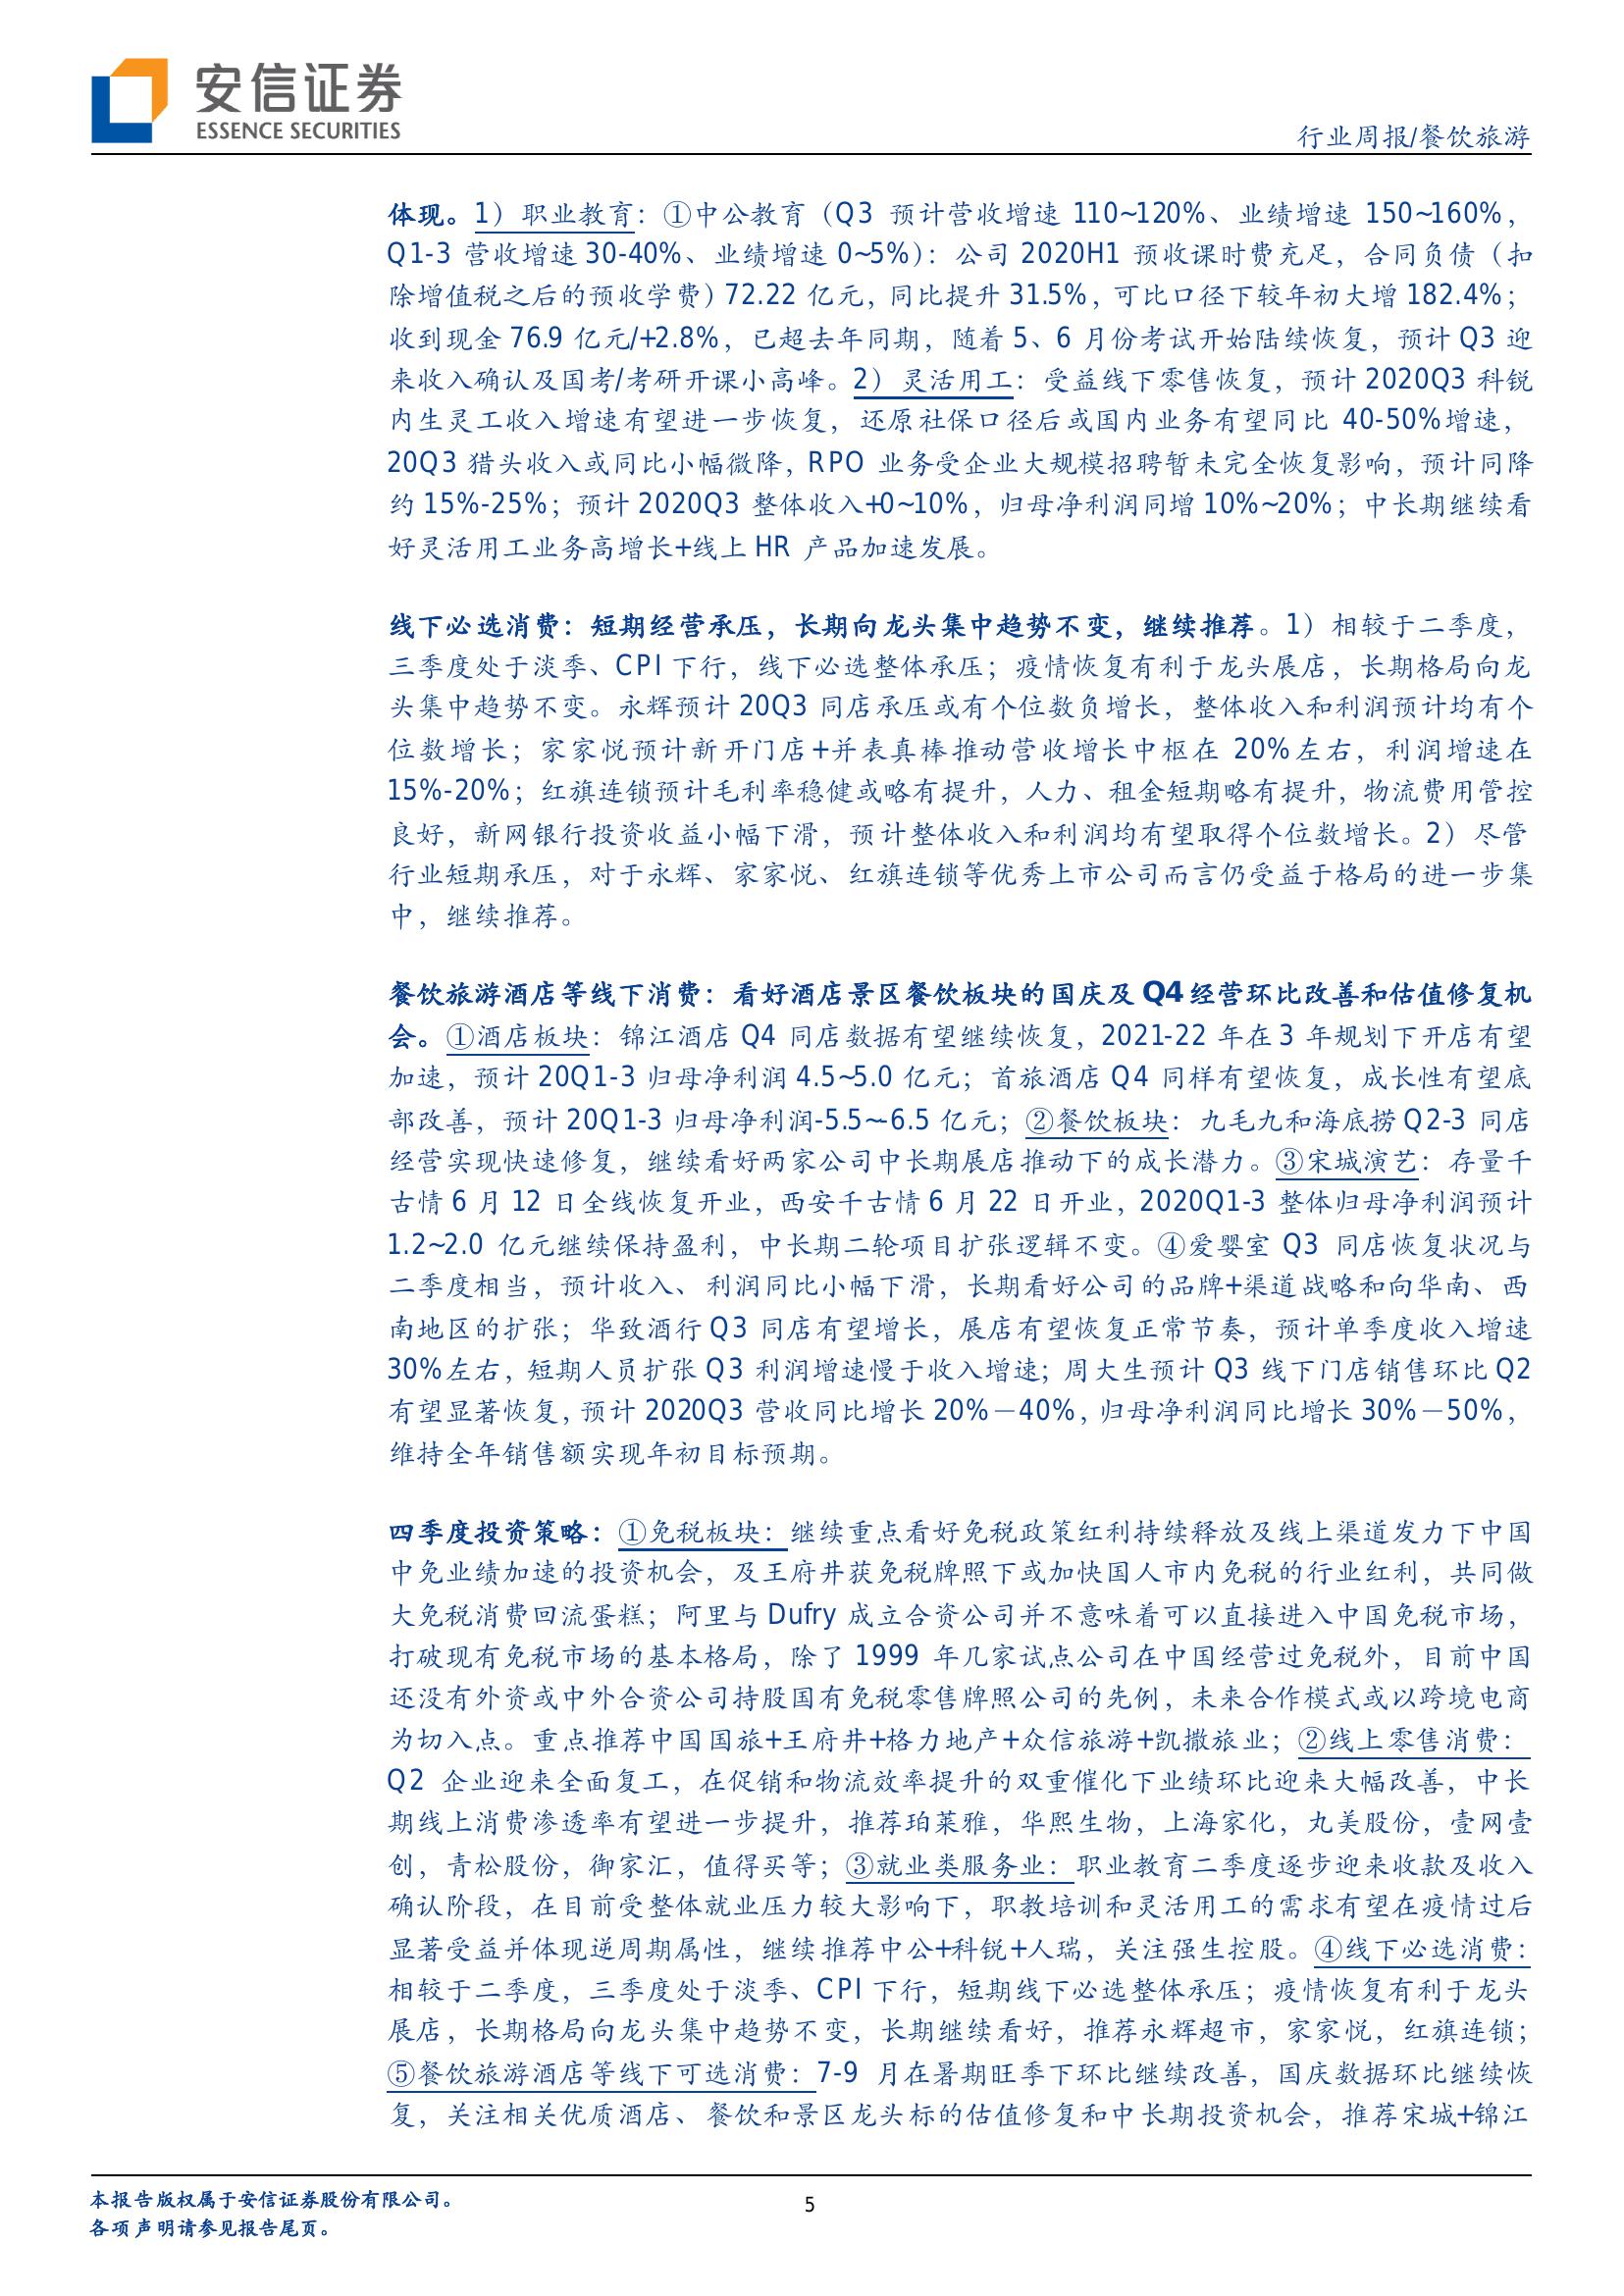 安信证券
ESSENCE SECURITIES
行业周报/餐饮旅游
体现。1）职业教育：①中公教育（Q3 预计营收增速 110~120%、业绩增速 150~160%，
Q1-3 营收增速 30-40%、业绩增速 0~5%）：公司 2020H1 预收课时费充足，合同负债（扣
除增值税之后的预收学费）72.22 亿元，同比提升 31.5%，可比口径下较年初大增 182.4%；
收到现金 76.9 亿元/+2.8%，已超去年同期，随着 5、6 月份考试开始陆续恢复，预计 Q3 迎
来收入确认及国考/考研开课小高峰。2）灵活用工：受益线下零售恢复，预计 2020Q3 科锐
内生灵工收入增速有望进一步恢复，还原社保口径后或国内业务有望同比 40-50%增速，
20Q3 猎头收入或同比小幅微降，RPO 业务受企业大规模招聘暂未完全恢复影响，预计同降
约 15%-25%；预计 2020Q3 整体收入+0~10%，归母净利润同增 10%~20%；中长期继续看
好灵活用工业务高增长+线上 HR 产品加速发展。
线下必选消费：短期经营承压，长期向龙头集中趋势不变，继续推荐。1）相较于二季度，
三季度处于淡季、CPI 下行，线下必选整体承压；疫情恢复有利于龙头展店，长期格局向龙
头集中趋势不变。永辉预计 20Q3 同店承压或有个位数负增长，整体收入和利润预计均有个
位数增长；家家悦预计新开门店+并表真棒推动营收增长中枢在 20%左右，利润增速在
15%-20%；红旗连锁预计毛利率稳健或略有提升，人力、租金短期略有提升，物流费用管控
良好，新网银行投资收益小幅下滑，预计整体收入和利润均有望取得个位数增长。2）尽管
行业短期承压，对于永辉、家家悦、红旗连锁等优秀上市公司而言仍受益于格局的进一步集
中，继续推荐。
餐饮旅游酒店等线下消费：看好酒店景区餐饮板块的国庆及 Q4 经营环比改善和估值修复机
会。①酒店板块：锦江酒店 Q4 同店数据有望继续恢复，2021-22 年在 3 年规划下开店有望
加速，预计 20Q1-3 归母净利润 4.5~5.0 亿元；首旅酒店 Q4 同样有望恢复，成长性有望底
部改善，预计 20Q1-3 归母净利润-5.5~-6.5 亿元；②餐饮板块：九毛九和海底捞 Q2-3 同店
经营实现快速修复，继续看好两家公司中长期展店推动下的成长潜力。③宋城演艺：存量千
古情 6 月 12 日全线恢复开业，西安千古情 6 月 22 日开业，2020Q1-3 整体归母净利润预计
1.2~2.0 亿元继续保持盈利，中长期二轮项目扩张逻辑不变。④爱婴室 Q3 同店恢复状况与
二季度相当，预计收入、利润同比小幅下滑，长期看好公司的品牌+渠道战略和向华南、西
南地区的扩张；华致酒行 Q3 同店有望增长，展店有望恢复正常节奏，预计单季度收入增速
30%左右，短期人员扩张 Q3 利润增速慢于收入增速；周大生预计 Q3 线下门店销售环比 Q2
有望显著恢复，预计 2020Q3 营收同比增长 20%－40%，归母净利润同比增长 30%－50%，
维持全年销售额实现年初目标预期。
四季度投资策略：①免税板块：继续重点看好免税政策红利持续释放及线上渠道发力下中国
中免业绩加速的投资机会，及王府井获免税牌照下或加快国人市内免税的行业红利，共同做
大免税消费回流蛋糕；阿里与 Dufry 成立合资公司并不意味着可以直接进入中国免税市场，
打破现有免税市场的基本格局，除了 1999 年几家试点公司在中国经营过免税外，目前中国
还没有外资或中外合资公司持股国有免税零售牌照公司的先例，未来合作模式或以跨境电商
为切入点。重点推荐中国国旅+王府井+格力地产+众信旅游+凯撒旅业；②线上零售消费：
Q2 企业迎来全面复工，在促销和物流效率提升的双重催化下业绩环比迎来大幅改善，中长
期线上消费渗透率有望进一步提升，推荐珀莱雅，华熙生物，上海家化，丸美股份，壹网壹
创，青松股份，御家汇，值得买等；③就业类服务业：职业教育二季度逐步迎来收款及收入
确认阶段，在目前受整体就业压力较大影响下，职教培训和灵活用工的需求有望在疫情过后
显著受益并体现逆周期属性，继续推荐中公+科锐+人瑞，关注强生控股。④线下必选消费：
相较于二季度，三季度处于淡季、CPI 下行，短期线下必选整体承压；疫情恢复有利于龙头
展店，长期格局向龙头集中趋势不变，长期继续看好，推荐永辉超市，家家悦，红旗连锁；
⑤餐饮旅游酒店等线下可选消费：7-9 月在暑期旺季下环比继续改善，国庆数据环比继续恢
复，关注相关优质酒店、餐饮和景区龙头标的估值修复和中长期投资机会，推荐宋城+锦江
本报告版权属于安信证券股份有限公司。
各项声明请参见报告尾页。
5